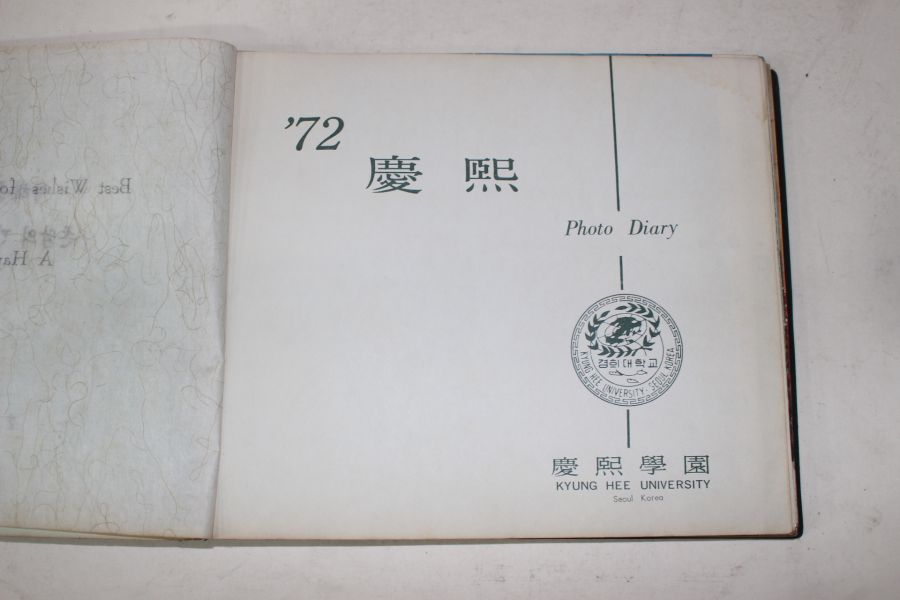 Best Wishes fo
A Ha
'72
慶熙
Photo Diary
경희대학교
KYUNG HEE UNIVERSITY · SEOUL KOREA
慶熙學園
KYUNG HEE UNIVERSITY
Seoul Korea